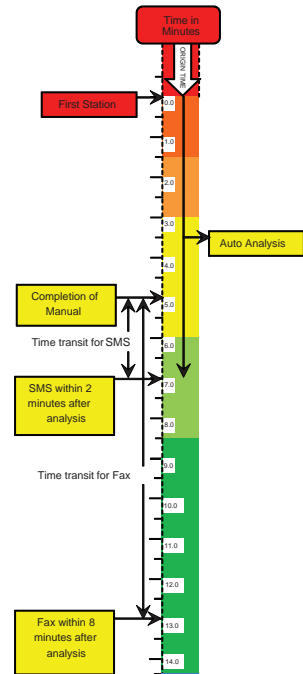 Time in
Minutes
ORIGIN TIME
First Station
0.0
1.0
2.0
3.0
Auto Analysis
4.0
Completion of
Manual
5.0
Time transit for SMS
6.0
SMS within 2
minutes after
analysis
7.0
8.0
9.0
Time transit for Fax
10.0
11.0
12.0
Fax within 8
minutes after
analysis
13.0
14.0